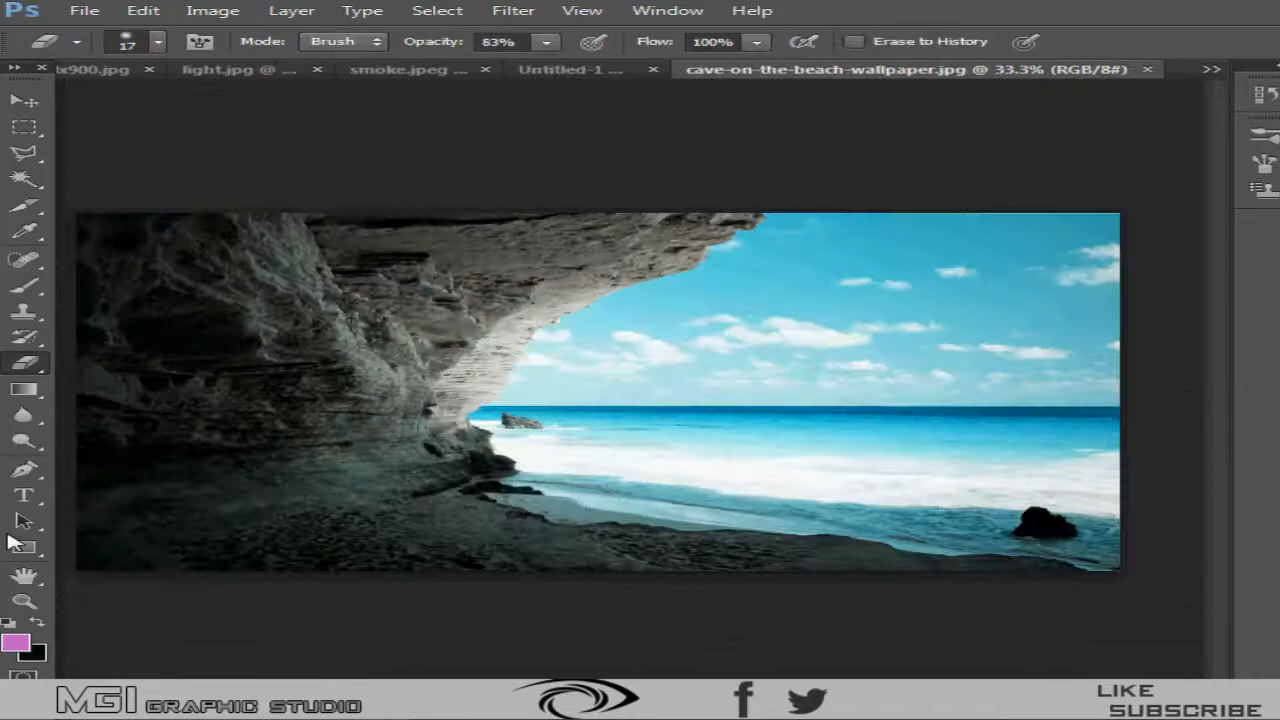 Ps File Edit Image Layer Type Select Filter View Window Help
17 Mode: Brush Opacity: 83% Flow: 100% Erase to History
x900.jpg × light.jpg @ ... × smoke.jpeg ... × Untitled-1 ... × cave-on-the-beach-wallpaper.jpg @ 33.3% (RGB/8#) × >>
T
MGI GRAPHIC STUDIO
f
LIKE
SUBSCRIBE